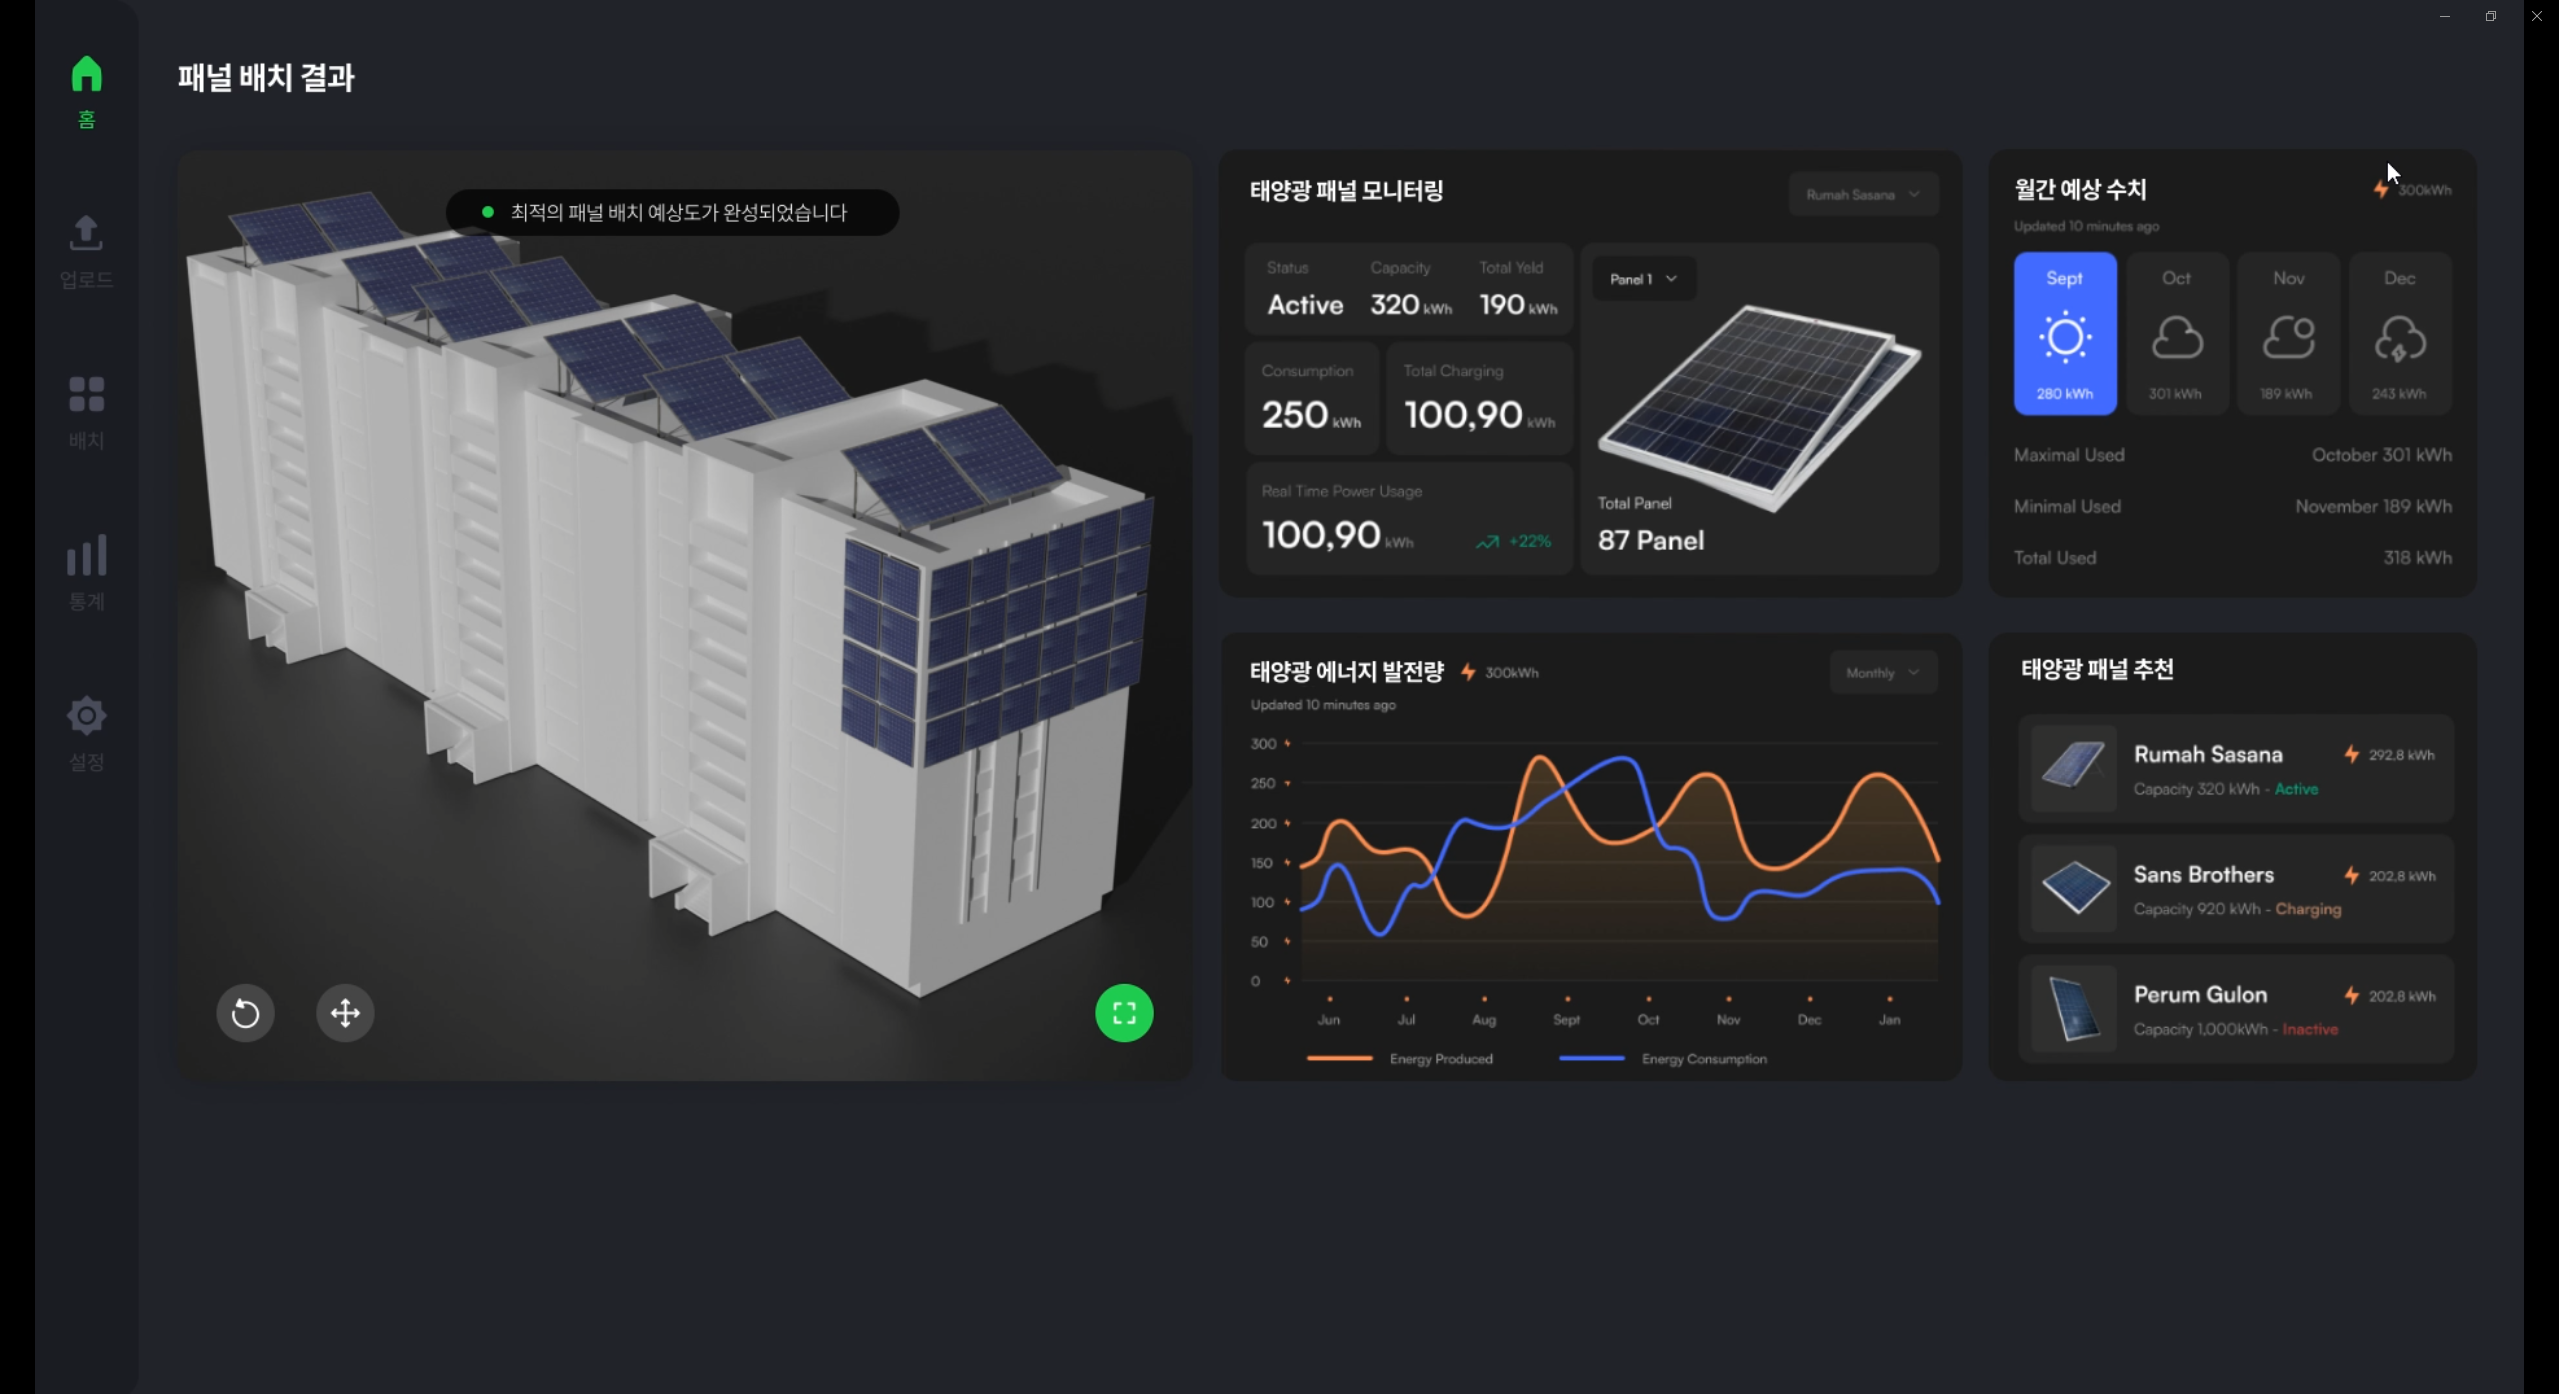 패널 배치 결과
홈
업로드
배치
통계
설정
최적의 패널 배치 예상도가 완성되었습니다
태양광 패널 모니터링
Rumah Sasana
Status
Active
Capacity
320 kWh
Total Yeld
190 kWh
Consumption
250 kWh
Total Charging
100,90 kWh
Real Time Power Usage
100,90 kWh
+22%
Panel 1
Total Panel
87 Panel
월간 예상 수치
300kWh
Updated 10 minutes ago
Sept
280 kWh
Oct
301 kWh
Nov
189 kWh
Dec
243 kWh
Maximal Used October 301 kWh
Minimal Used November 189 kWh
Total Used 318 kWh
태양광 에너지 발전량 300kWh
Monthly
Updated 10 minutes ago
300
250
200
150
100
50
0
Jun Jul Aug Sept Oct Nov Dec Jan
Energy Produced Energy Consumption
태양광 패널 추천
Rumah Sasana 292,8 kWh
Capacity 320 kWh - Active
Sans Brothers 202,8 kWh
Capacity 920 kWh - Charging
Perum Gulon 202,8 kWh
Capacity 1,000kWh - Inactive